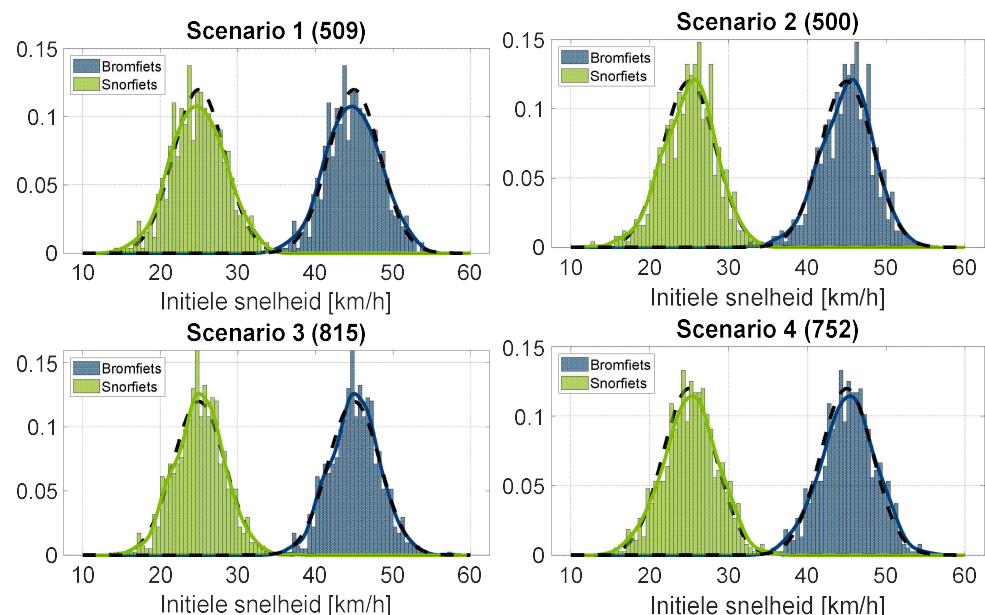 Scenario 1 (509)
0.15
0.1
0.05
0
Bromfiets
Snorfiets
10 20 30 40 50 60
Initiele snelheid [km/h]
Scenario 2 (500)
0.15
0.1
0.05
0
Bromfiets
Snorfiets
10 20 30 40 50 60
Initiele snelheid [km/h]
Scenario 3 (815)
0.15
0.1
0.05
0
Bromfiets
Snorfiets
10 20 30 40 50 60
Initiele snelheid [km/h]
Scenario 4 (752)
0.15
0.1
0.05
0
Bromfiets
Snorfiets
10 20 30 40 50 60
Initiele snelheid [km/h]